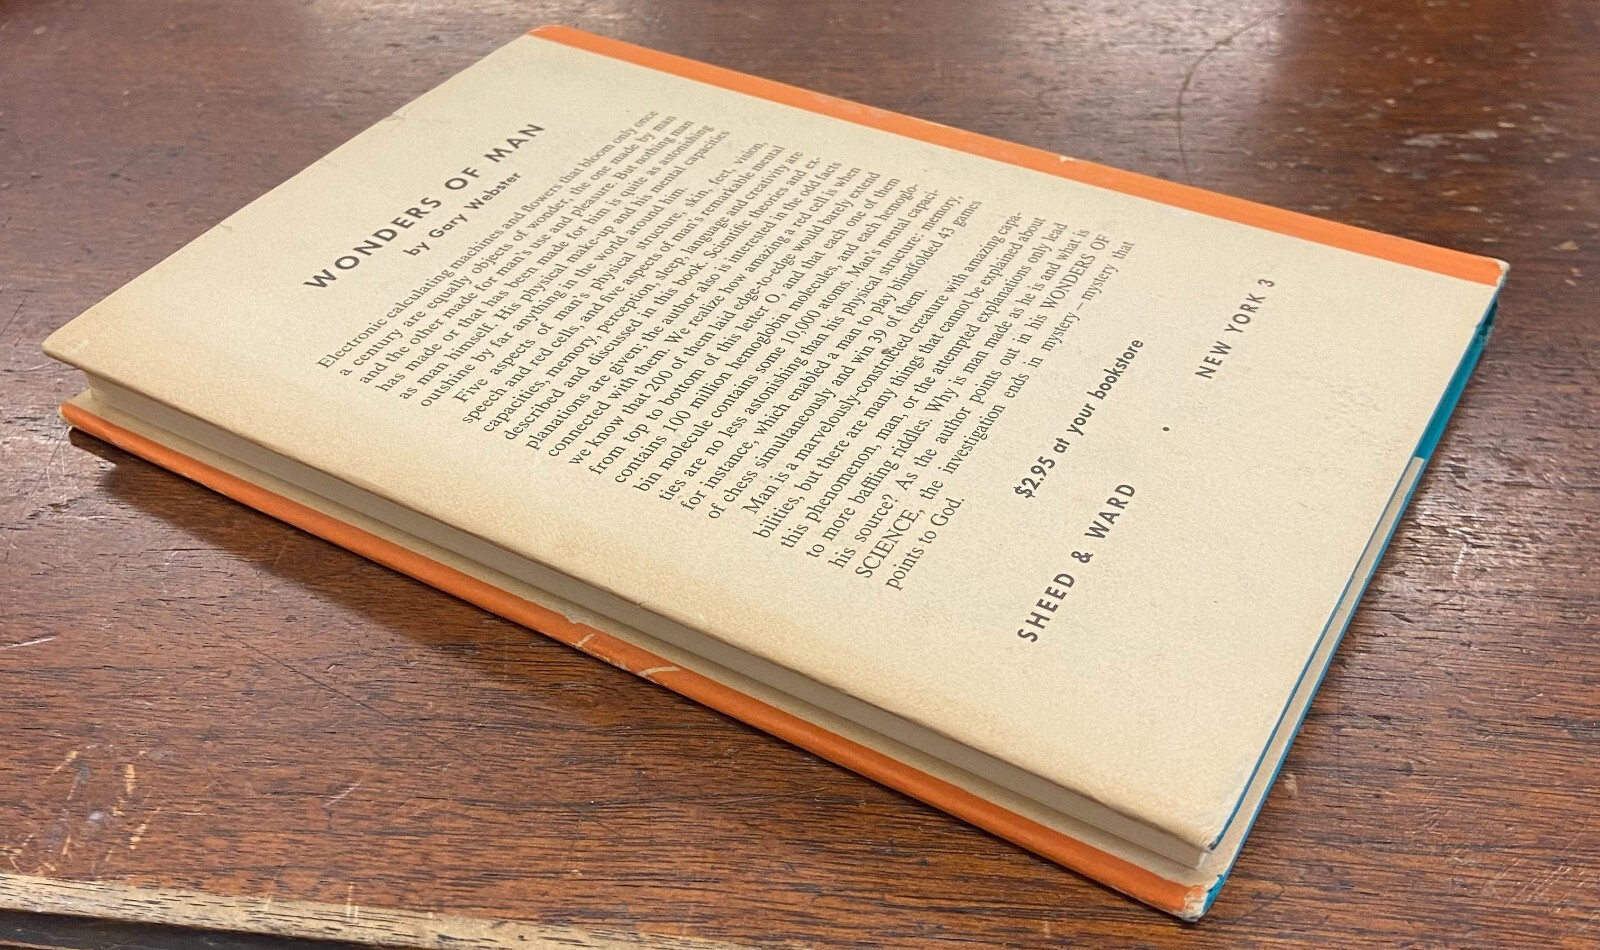 WONDERS OF MAN
by Gary Webster
Electronic calculating machines and flowers that bloom only once
a century are equally objects of wonder, the one made by man
and the other made for man's use and pleasure. But nothing man
has made or that has been made for him is quite as astonishing
as man himself. His physical make-up and his mental capacities
outshine by far anything in the world around him.
Five aspects of man's physical structure, skin, feet, vision,
speech and red cells, and five aspects of man's remarkable mental
capacities, memory, perception, sleep, language and creativity are
described and discussed in this book. Scientific theories and ex-
planations are given; the author also is interested in the odd facts
connected with them. We realize how amazing a red cell is when
we know that 200 of them laid edge-to-edge would barely extend
from top to bottom of this letter O, and that each one of them
contains 100 million hemoglobin molecules, and each hemoglo-
bin molecule contains some 10,000 atoms. Man's mental capaci-
ties are no less astonishing than his physical structure; memory,
for instance, which enabled a man to play blindfolded 43 games
of chess simultaneously and win 39 of them.
Man is a marvelously-constructed creature with amazing capa-
bilities, but there are many things that cannot be explained about
this phenomenon, man, or the attempted explanations only lead
to more baffling riddles. Why is man made as he is and what is
his source? As the author points out in his WONDERS OF
SCIENCE, the investigation ends in mystery—mystery that
points to God.
$2.95 at your bookstore
SHEED & WARD • NEW YORK 3